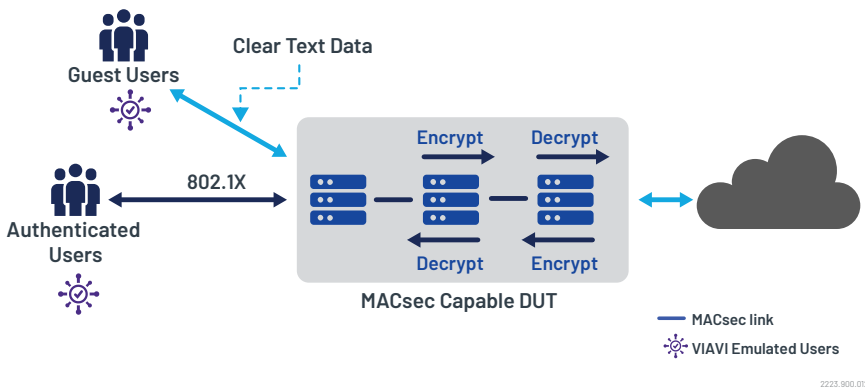 Clear Text Data
Guest Users
Encrypt
Decrypt
802.1X
Authenticated
Users
Decrypt
Encrypt
MACsec Capable DUT
MACsec link
VIAVI Emulated Users
2223.900.01